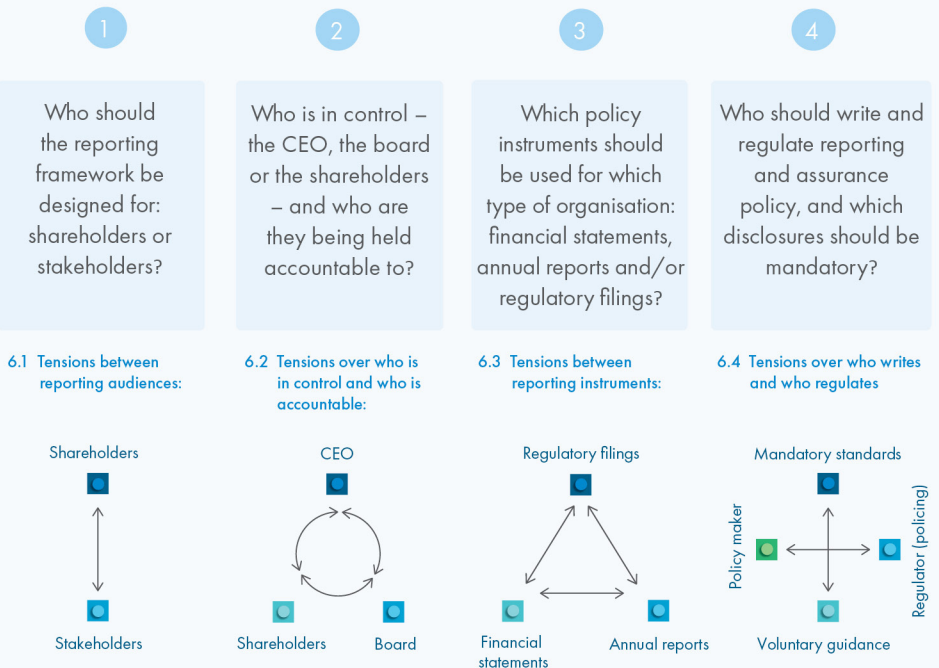 1
Who should
the reporting
framework be
designed for:
shareholders or
stakeholders?
6.1 Tensions between
reporting audiences:
Shareholders
Stakeholders
2
Who is in control –
the CEO, the board
or the shareholders
– and who are
they being held
accountable to?
6.2 Tensions over who is
in control and who is
accountable:
CEO
Shareholders
Board
3
Which policy
instruments should
be used for which
type of organisation:
financial statements,
annual reports and/or
regulatory filings?
6.3 Tensions between
reporting instruments:
Regulatory filings
Financial
statements
Annual reports
4
Who should write and
regulate reporting
and assurance
policy, and which
disclosures should be
mandatory?
6.4 Tensions over who writes
and who regulates
Mandatory standards
Policy maker
Regulator (policing)
Voluntary guidance